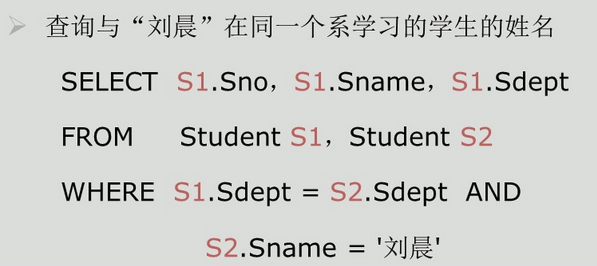 查询与“刘晨”在同一个系学习的学生的姓名
SELECT S1.Sno，S1.Sname，S1.Sdept
FROM Student S1，Student S2
WHERE S1.Sdept = S2.Sdept AND
S2.Sname = '刘晨'